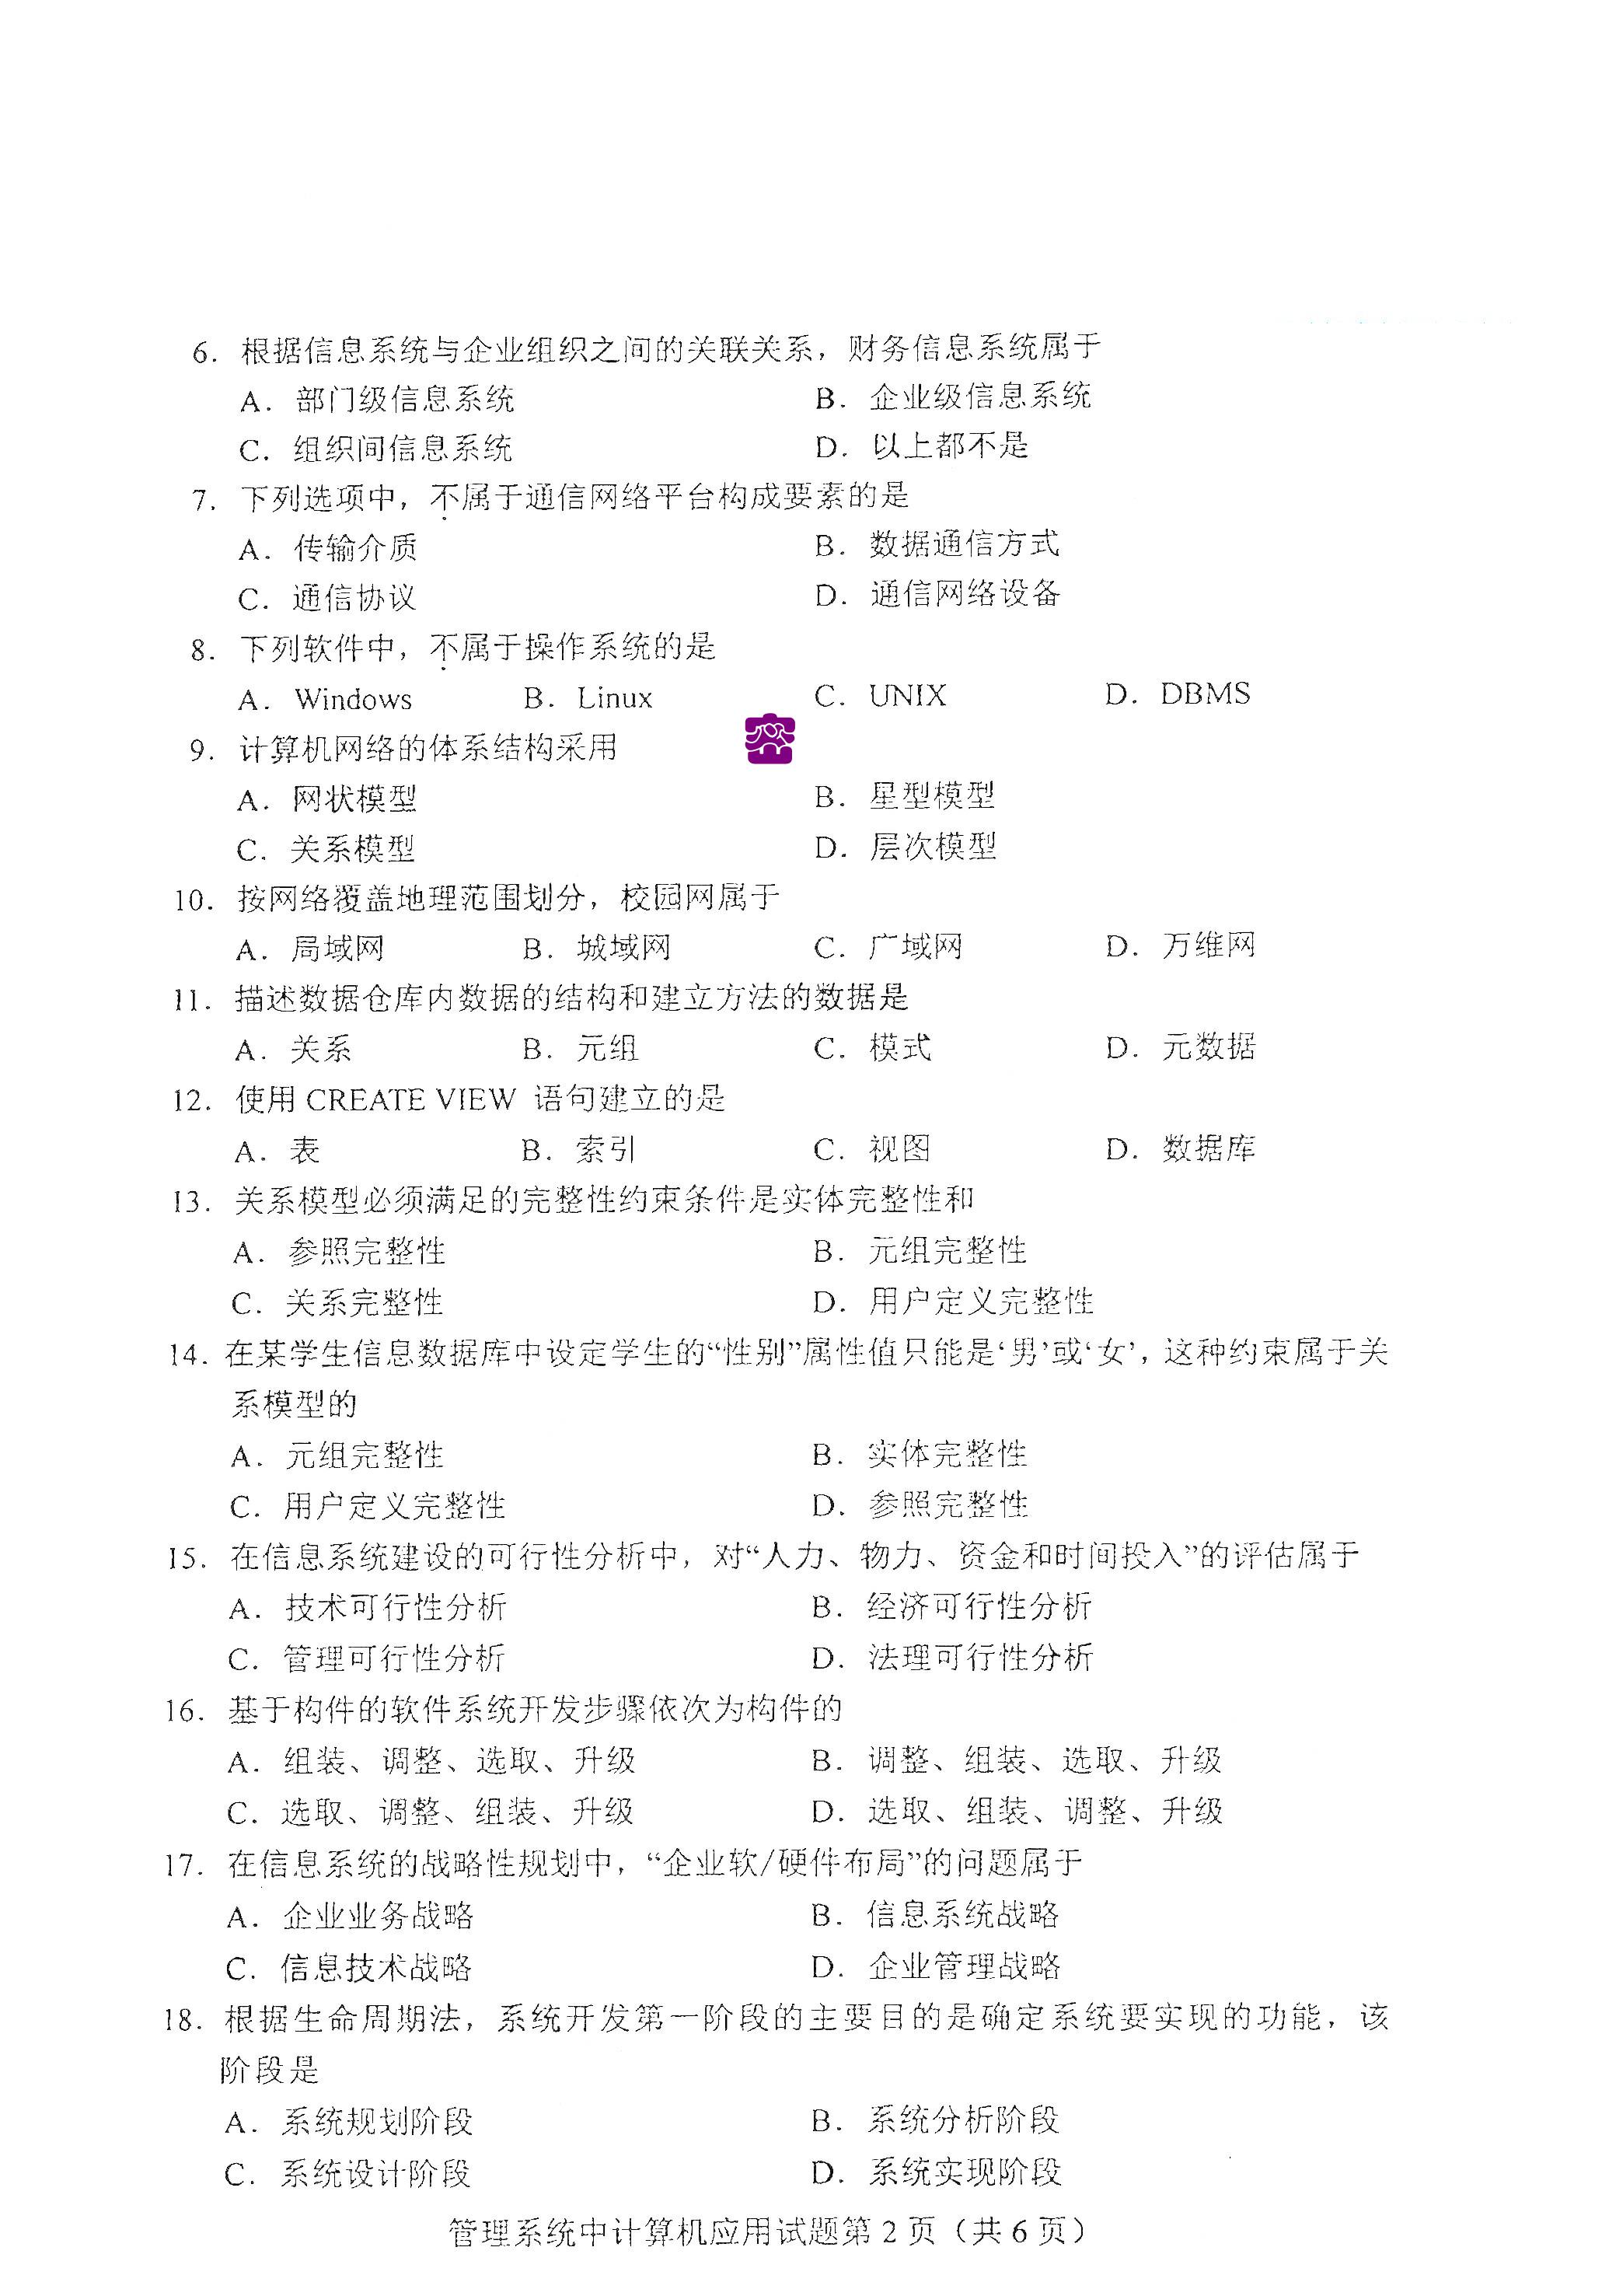 6. 根据信息系统与企业组织之间的关联关系，财务信息系统属于
A. 部门级信息系统 B. 企业级信息系统
C. 组织间信息系统 D. 以上都不是
7. 下列选项中，不属于通信网络平台构成要素的是
A. 传输介质 B. 数据通信方式
C. 通信协议 D. 通信网络设备
8. 下列软件中，不属于操作系统的是
A. Windows B. Linux C. UNIX D. DBMS
9. 计算机网络的体系结构采用
A. 网状模型 B. 星型模型
C. 关系模型 D. 层次模型
10. 按网络覆盖地理范围划分，校园网属于
A. 局域网 B. 城域网 C. 广域网 D. 万维网
11. 描述数据仓库内数据的结构和建立方法的数据是
A. 关系 B. 元组 C. 模式 D. 元数据
12. 使用 CREATE VIEW 语句建立的是
A. 表 B. 索引 C. 视图 D. 数据库
13. 关系模型必须满足的完整性约束条件是实体完整性和
A. 参照完整性 B. 元组完整性
C. 关系完整性 D. 用户定义完整性
14. 在某学生信息数据库中设定学生的“性别”属性值只能是‘男’或‘女’，这种约束属于关
系模型的
A. 元组完整性 B. 实体完整性
C. 用户定义完整性 D. 参照完整性
15. 在信息系统建设的可行性分析中，对“人力、物力、资金和时间投入”的评估属于
A. 技术可行性分析 B. 经济可行性分析
C. 管理可行性分析 D. 法理可行性分析
16. 基于构件的软件系统开发步骤依次为构件的
A. 组装、调整、选取、升级 B. 调整、组装、选取、升级
C. 选取、调整、组装、升级 D. 选取、组装、调整、升级
17. 在信息系统的战略性规划中，“企业软/硬件布局”的问题属于
A. 企业业务战略 B. 信息系统战略
C. 信息技术战略 D. 企业管理战略
18. 根据生命周期法，系统开发第一阶段的主要目的是确定系统要实现的功能，该
阶段是
A. 系统规划阶段 B. 系统分析阶段
C. 系统设计阶段 D. 系统实现阶段
管理系统中计算机应用试题第 2 页（共 6 页）